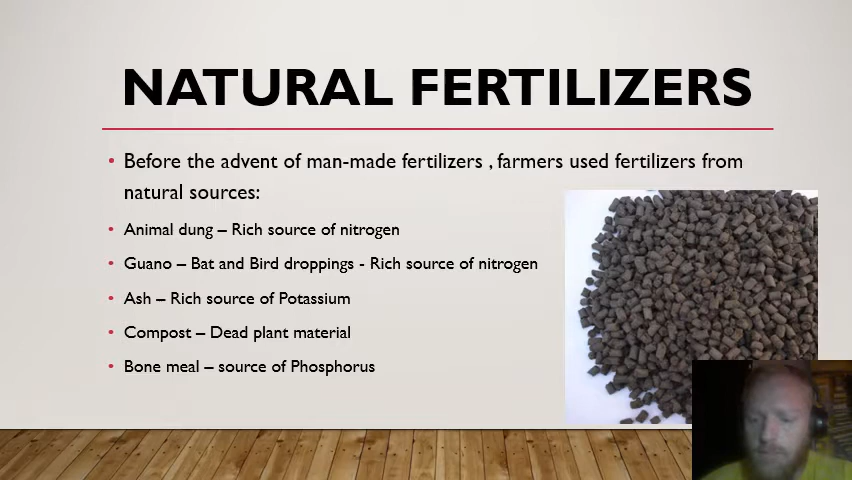 NATURAL FERTILIZERS
• Before the advent of man-made fertilizers , farmers used fertilizers from
natural sources:
• Animal dung – Rich source of nitrogen
• Guano – Bat and Bird droppings - Rich source of nitrogen
• Ash – Rich source of Potassium
• Compost – Dead plant material
• Bone meal – source of Phosphorus